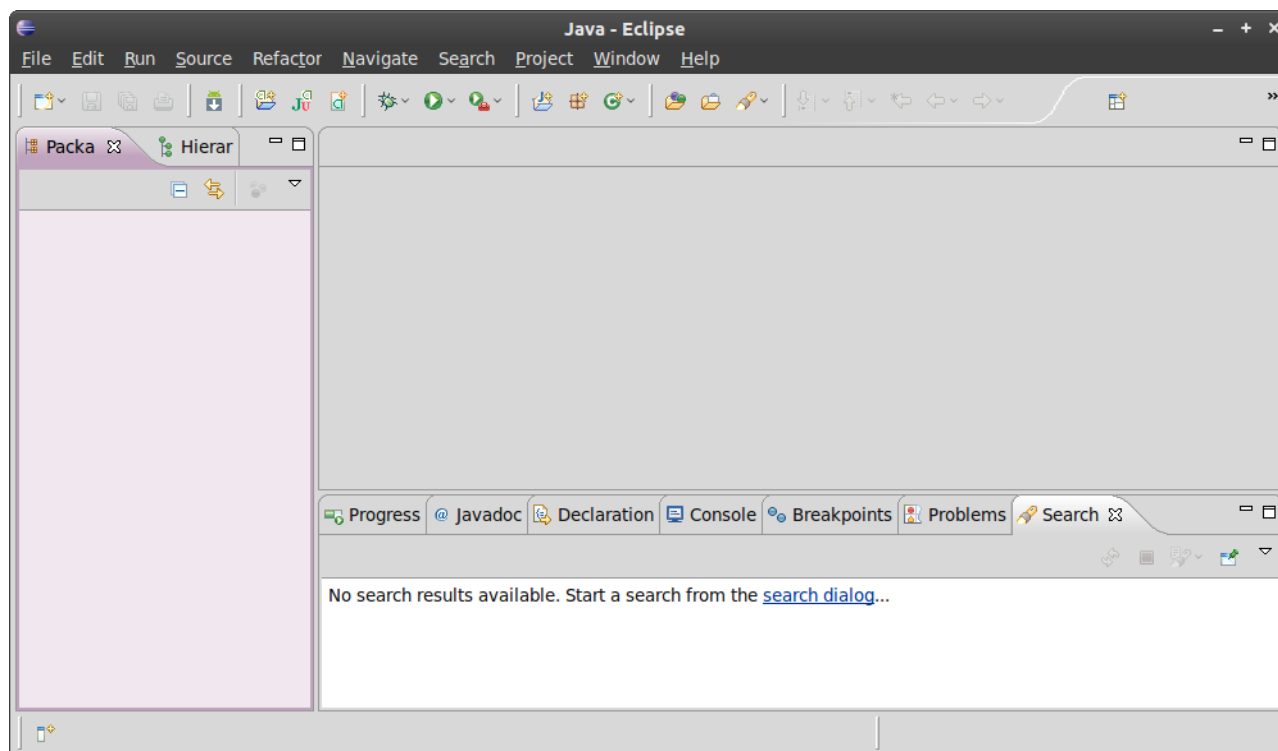 Java - Eclipse
File Edit Run Source Refactor Navigate Search Project Window Help
Packa Hierar
Progress @ Javadoc Declaration Console Breakpoints Problems Search
No search results available. Start a search from the search dialog...